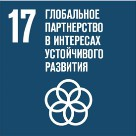 17 ГЛОБАЛЬНОЕ
ПАРТНЕРСТВО
В ИНТЕРЕСАХ
УСТОЙЧИВОГО
РАЗВИТИЯ